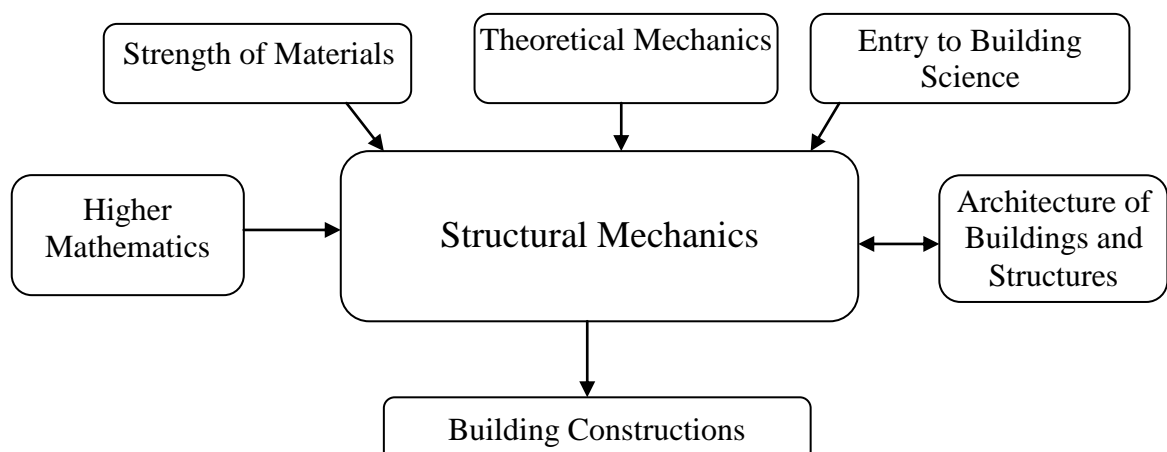 Strength of Materials
Theoretical Mechanics
Entry to Building
Science
Higher
Mathematics
Structural Mechanics
Architecture of
Buildings and
Structures
Building Constructions